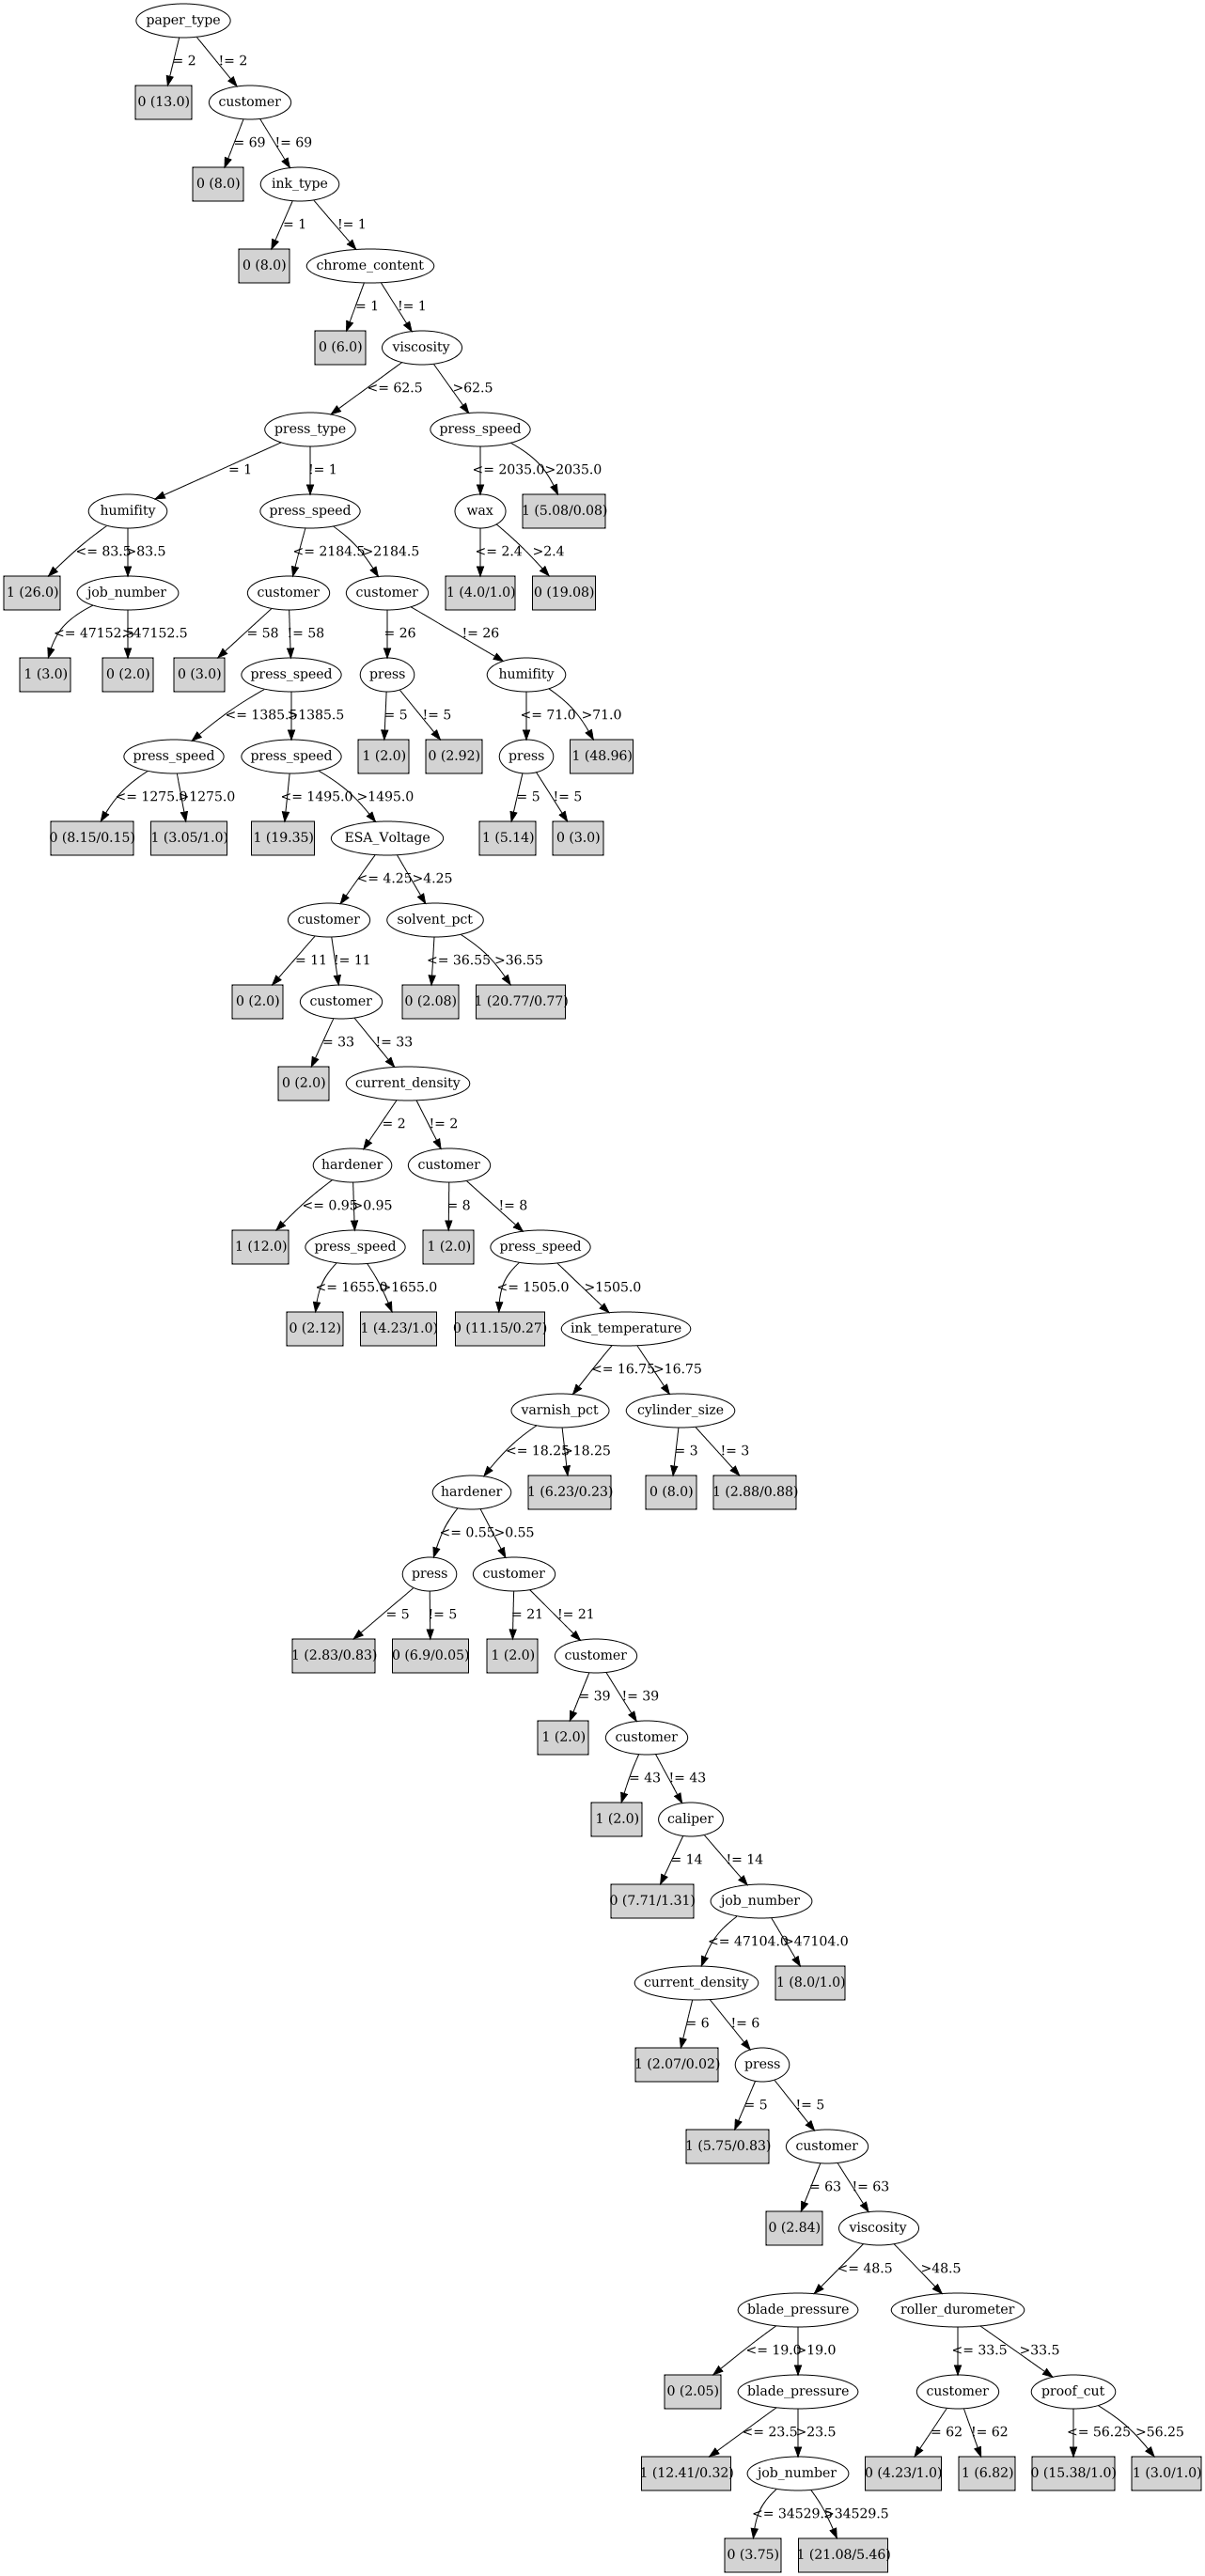 paper_type
= 2 != 2
0 (13.0) customer
= 69 != 69
0 (8.0) ink_type
= 1 != 1
0 (8.0) chrome_content
= 1 != 1
0 (6.0) viscosity
<= 62.5 >62.5
press_type press_speed
= 1 != 1 <= 2035.0 >2035.0
humifity press_speed wax 1 (5.08/0.08)
<= 83.5 >83.5 <= 2184.5 >2184.5 <= 2.4 >2.4
1 (26.0) job_number customer customer 1 (4.0/1.0) 0 (19.08)
<= 47152.5 >47152.5 = 58 != 58 = 26 != 26
1 (3.0) 0 (2.0) 0 (3.0) press_speed press humifity
<= 1385.5 >1385.5 = 5 != 5 <= 71.0 >71.0
press_speed press_speed 1 (2.0) 0 (2.92) press 1 (48.96)
<= 1275.0 >1275.0 <= 1495.0 >1495.0 = 5 != 5
0 (8.15/0.15) 1 (3.05/1.0) 1 (19.35) ESA_Voltage 1 (5.14) 0 (3.0)
<= 4.25 >4.25
customer solvent_pct
= 11 != 11 <= 36.55 >36.55
0 (2.0) customer 0 (2.08) 1 (20.77/0.77)
= 33 != 33
0 (2.0) current_density
= 2 != 2
hardener customer
<= 0.95 >0.95 = 8 != 8
1 (12.0) press_speed 1 (2.0) press_speed
<= 1655.0 >1655.0 <= 1505.0 >1505.0
0 (2.12) 1 (4.23/1.0) 0 (11.15/0.27) ink_temperature
<= 16.75 >16.75
varnish_pct cylinder_size
<= 18.25 >18.25 = 3 != 3
hardener 1 (6.23/0.23) 0 (8.0) 1 (2.88/0.88)
<= 0.55 >0.55
press customer
= 5 != 5 = 21 != 21
1 (2.83/0.83) 0 (6.9/0.05) 1 (2.0) customer
= 39 != 39
1 (2.0) customer
= 43 != 43
1 (2.0) caliper
= 14 != 14
0 (7.71/1.31) job_number
<= 47104.0 >47104.0
current_density 1 (8.0/1.0)
= 6 != 6
1 (2.07/0.02) press
= 5 != 5
1 (5.75/0.83) customer
= 63 != 63
0 (2.84) viscosity
<= 48.5 >48.5
blade_pressure roller_durometer
<= 19.0 >19.0 <= 33.5 >33.5
0 (2.05) blade_pressure customer proof_cut
<= 23.5 >23.5 = 62 != 62 <= 56.25 >56.25
1 (12.41/0.32) job_number 0 (4.23/1.0) 1 (6.82) 0 (15.38/1.0) 1 (3.0/1.0)
<= 34529.5 >34529.5
0 (3.75) 1 (21.08/5.46)